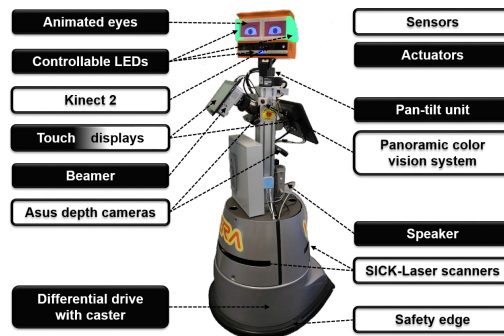 Animated eyes
Controllable LEDs
Kinect 2
Touch displays
Beamer
Asus depth cameras
Differential drive
with caster
Sensors
Actuators
Pan-tilt unit
Panoramic color
vision system
Speaker
SICK-Laser scanners
Safety edge